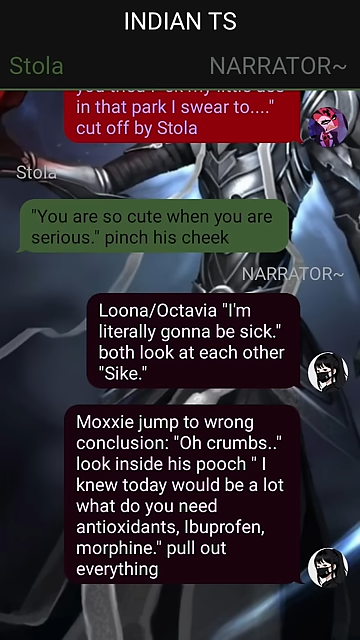 INDIAN TS
Stola NARRATOR~
in that park I swear to...."
cut off by Stola
Stola
"You are so cute when you are
serious." pinch his cheek
NARRATOR~
Loona/Octavia "I'm
literally gonna be sick."
both look at each other
"Sike."
Moxxie jump to wrong
conclusion: "Oh crumbs.."
look inside his pooch " I
knew today would be a lot
what do you need
antioxidants, Ibuprofen,
morphine." pull out
everything